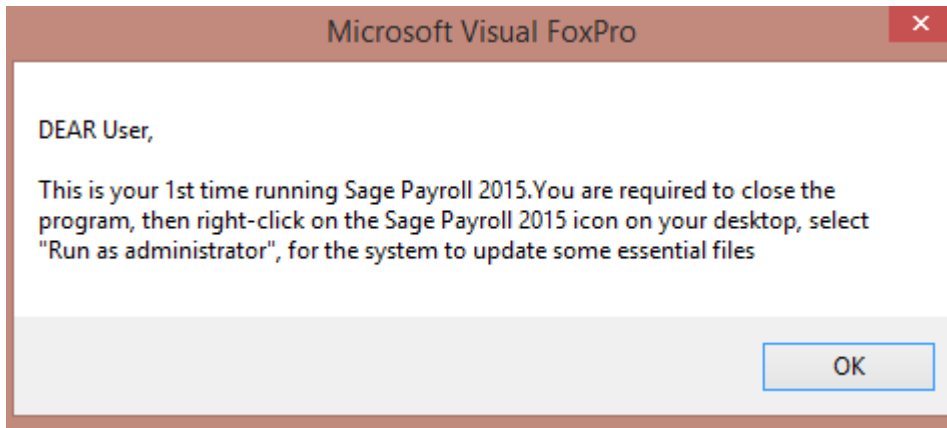 Microsoft Visual FoxPro
DEAR User,
This is your 1st time running Sage Payroll 2015.You are required to close the
program, then right-click on the Sage Payroll 2015 icon on your desktop, select
"Run as administrator", for the system to update some essential files
OK